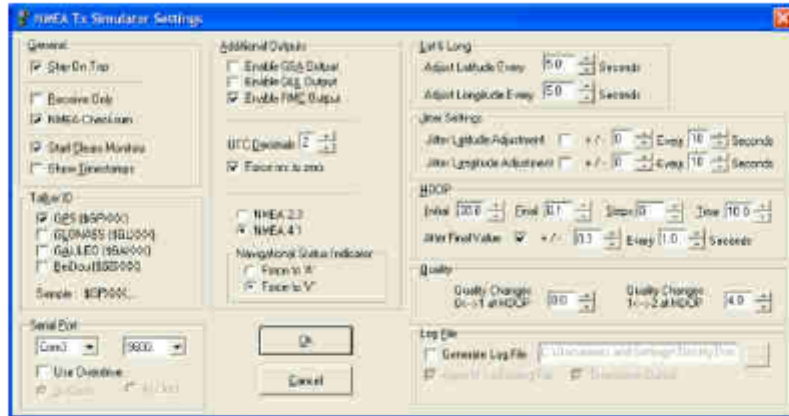 NMEA Tx Simulator Settings
General
Stay On Top
Receive Only
NMEA Checksum
Start Clears Monitors
Show Timestamps
Talker ID
GPS ($GPXXX)
GLONASS ($GLXXX)
GALILEO ($GAXXX)
BeiDou ($GBXXX)
Sample : $GPXXX,...
Serial Port
Com3
9600
Use Overdrive
Additional Outputs
Enable GSA Output
Enable GLL Output
Enable RMC Output
UTC Decimals 2
Force ms to zero
NMEA 2.3
NMEA 4.1
Navigational Status Indicator
Force to 'A'
Force to 'V'
Ok
Cancel
Lat & Long
Adjust Latitude Every 5.0 Seconds
Adjust Longitude Every 5.0 Seconds
Jitter Settings
Jitter Latitude Adjustment +/- 0 Every 10 Seconds
Jitter Longitude Adjustment +/- 0 Every 10 Seconds
HDOP
Initial 20.0 Final Steps 0 Time 10.0
Jitter Final Value +/- 0.1 Every 1.0 Seconds
Quality
Quality Changes
0<-->1 at HDOP
Quality Changes
1<-->2 at HDOP 4.0
Log File
Generate Log File C:\Documents and Settings\